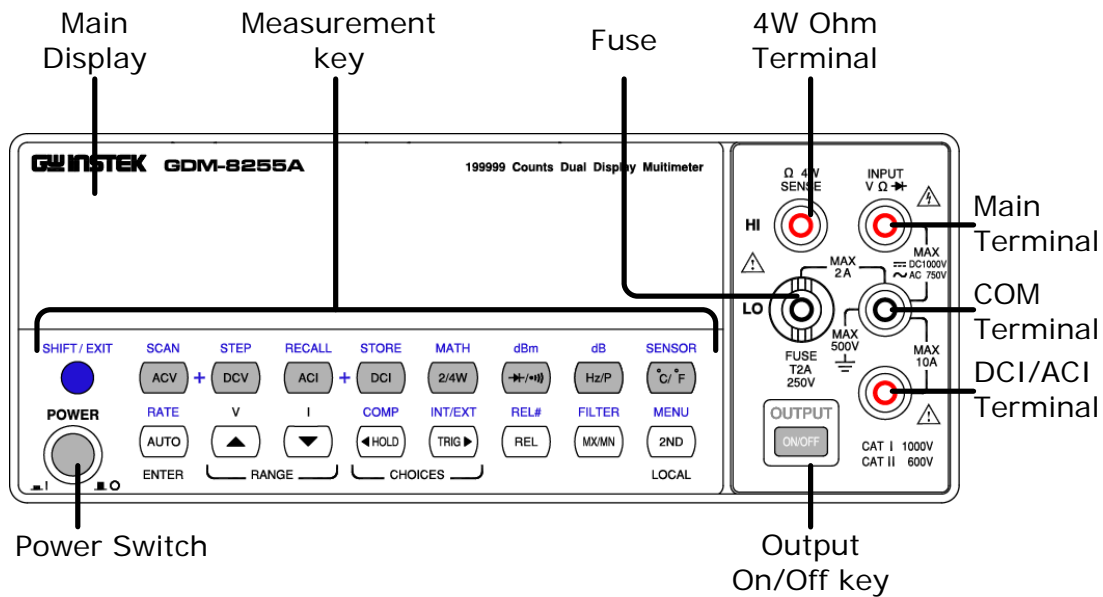 Main
Display
Measurement
key
Fuse
4W Ohm
Terminal
GW INSTEK GDM-8255A
199999 Counts Dual Display Muitimeter
Ω 4W
SENSE
INPUT
V Ω
HI
MAX
DC1000V
AC 750V
Main
Terminal
MAX
2A
LO
COM
Terminal
MAX
500V
FUSE
T2A
250V
MAX
10A
DCI/ACI
Terminal
SHIFT / EXIT SCAN STEP RECALL STORE MATH dBm dB SENSOR
ACV + DCV ACI + DCI 2/4W Hz/P °C/°F
POWER RATE V I COMP INT/EXT REL# FILTER MENU
AUTO HOLD TRIG REL MX/MN 2ND
ENTER RANGE CHOICES LOCAL
I O
OUTPUT
ON/OFF
CAT I 1000V
CAT II 600V
Power Switch
Output
On/Off key